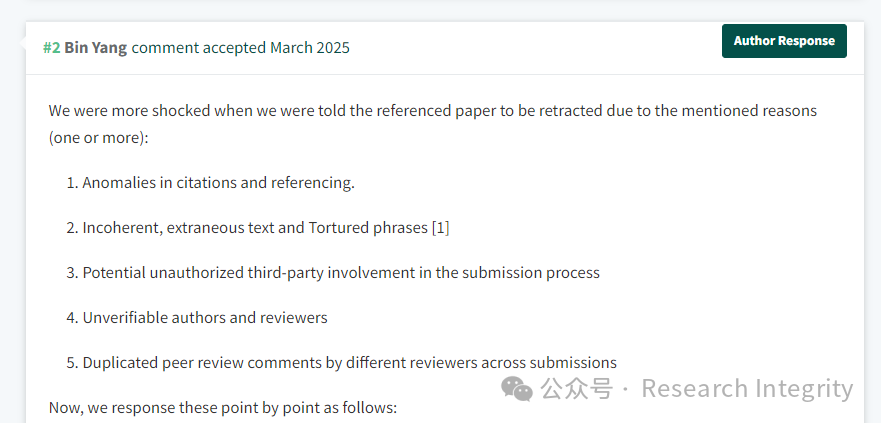 #2 Bin Yang comment accepted March 2025
Author Response
We were more shocked when we were told the referenced paper to be retracted due to the mentioned reasons
(one or more):
1. Anomalies in citations and referencing.
2. Incoherent, extraneous text and Tortured phrases [1]
3. Potential unauthorized third-party involvement in the submission process
4. Unverifiable authors and reviewers
5. Duplicated peer review comments by different reviewers across submissions
公众号 · Research Integrity
Now, we response these point by point as follows: